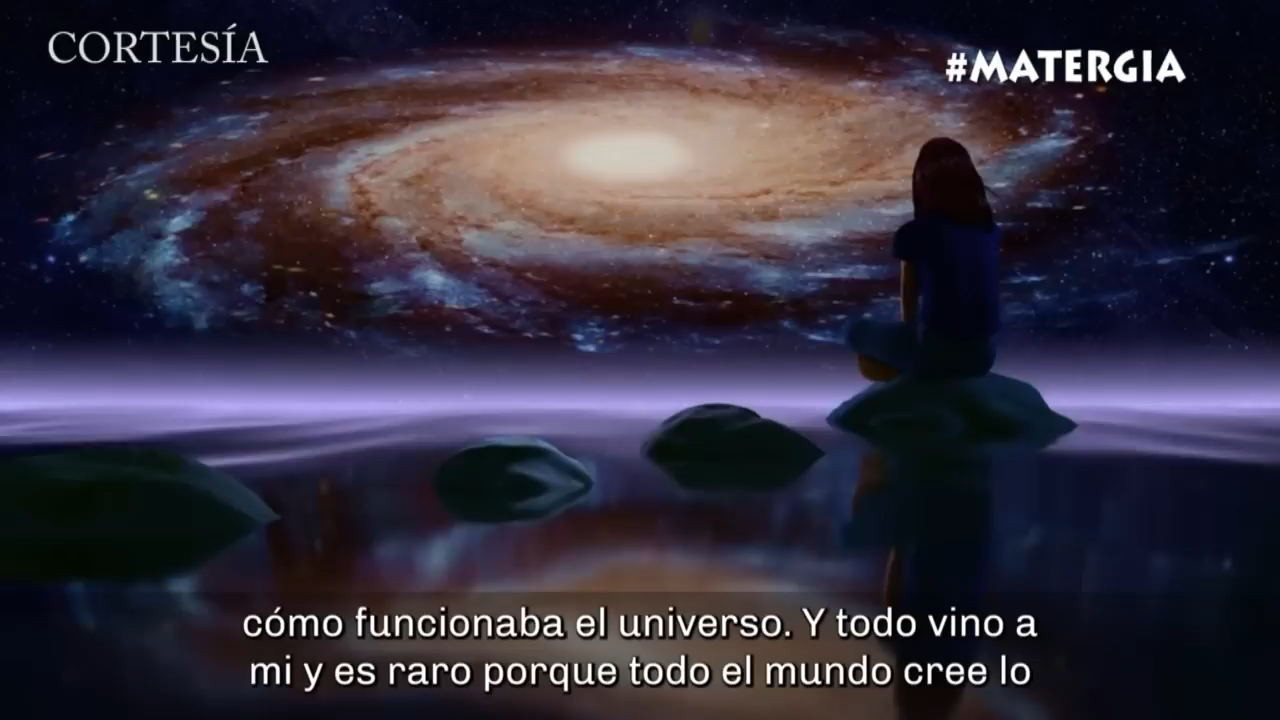 CORTESÍA
#MATERGIA
cómo funcionaba el universo. Y todo vino a
mi y es raro porque todo el mundo cree lo